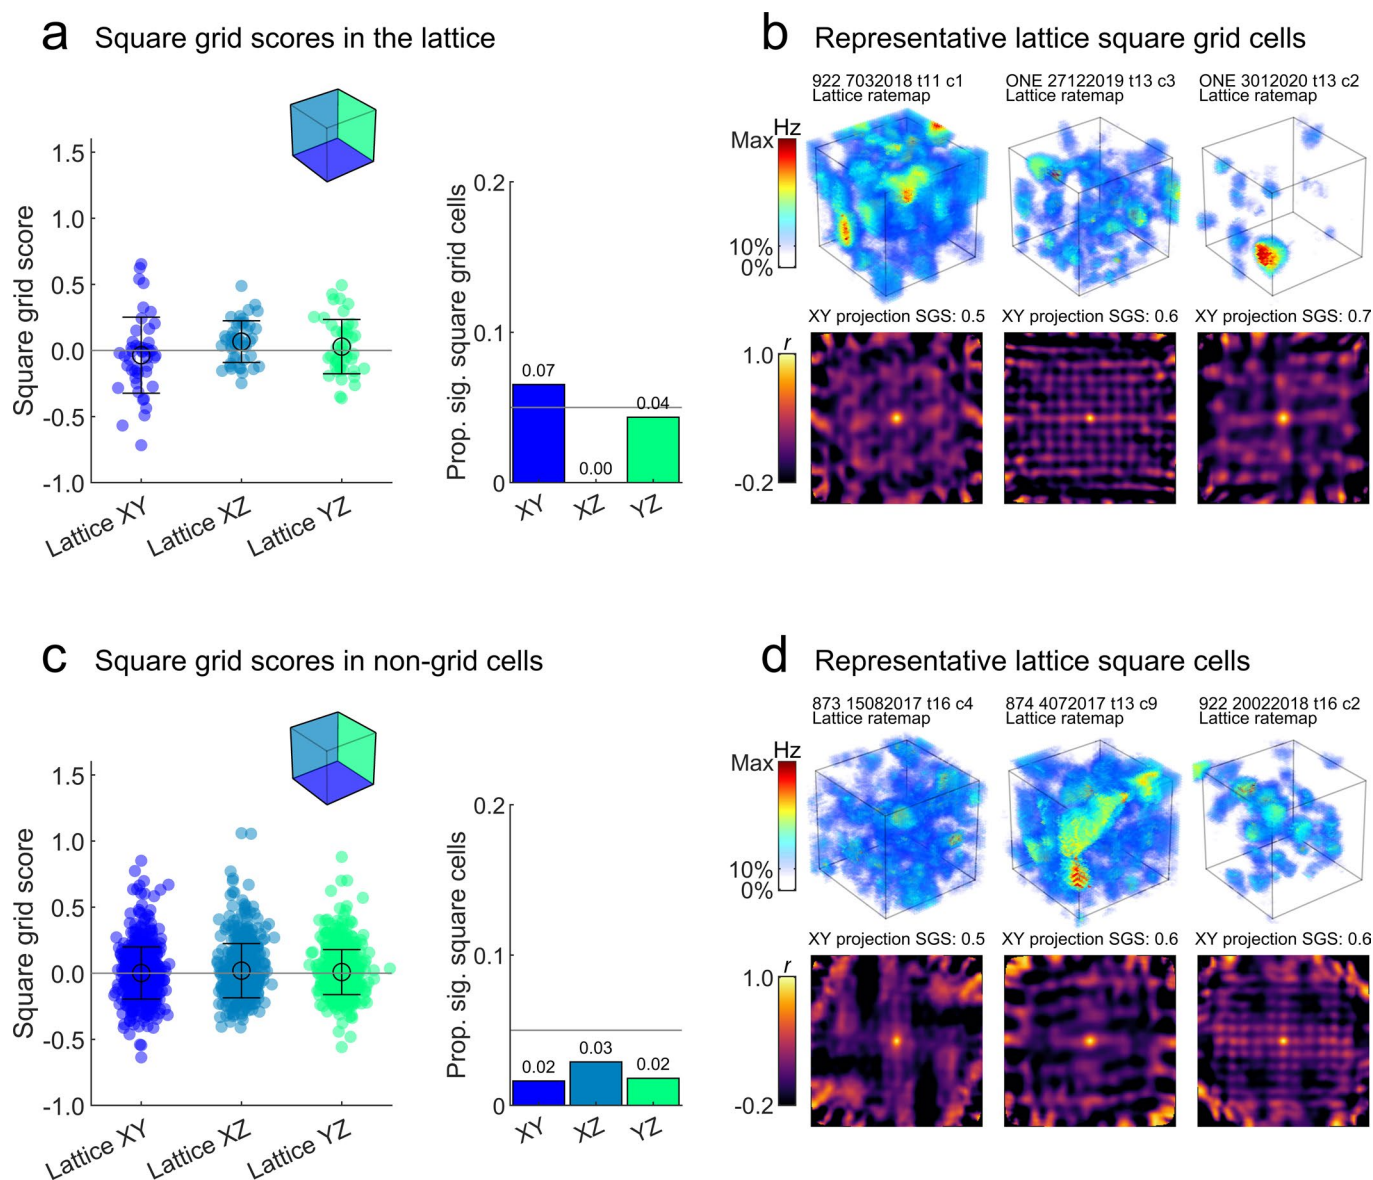 a Square grid scores in the lattice
Square grid score
1.5
1.0
0.5
0.0
-0.5
-1.0
Lattice XY
Lattice XZ
Lattice YZ
Prop. sig. square grid cells
0.2
0.1
0
0.07
0.00
0.04
XY
XZ
YZ
b Representative lattice square grid cells
922 7032018 t11 c1
Lattice ratemap
ONE 27122019 t13 c3
Lattice ratemap
ONE 3012020 t13 c2
Lattice ratemap
Hz
Max
10%
0%
XY projection SGS: 0.5
XY projection SGS: 0.6
XY projection SGS: 0.7
r
1.0
-0.2
c Square grid scores in non-grid cells
Square grid score
1.5
1.0
0.5
0.0
-0.5
-1.0
Lattice XY
Lattice XZ
Lattice YZ
Prop. sig. square cells
0.2
0.1
0
0.02
0.03
0.02
XY
XZ
YZ
d Representative lattice square cells
873 15082017 t16 c4
Lattice ratemap
874 4072017 t13 c9
Lattice ratemap
922 20022018 t16 c2
Lattice ratemap
Hz
Max
10%
0%
XY projection SGS: 0.5
XY projection SGS: 0.6
XY projection SGS: 0.6
r
1.0
-0.2